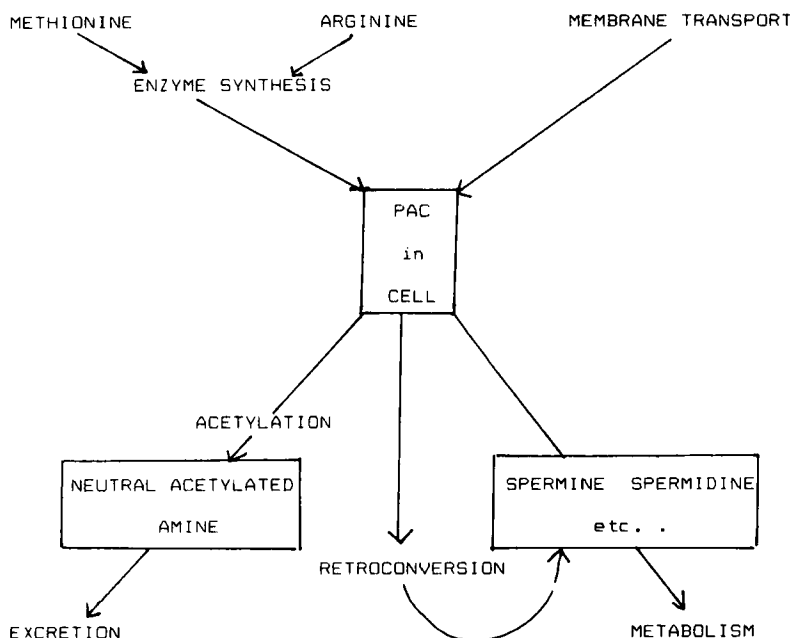 METHIONINE
ARGININE
MEMBRANE TRANSPORT
ENZYME SYNTHESIS
PAC
in
CELL
ACETYLATION
NEUTRAL ACETYLATED
AMINE
SPERMINE SPERMIDINE
etc. .
RETROCONVERSION
EXCRETION
METABOLISM